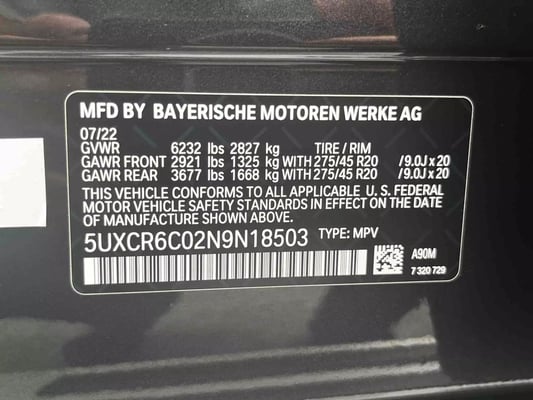 MFD BY BAYERISCHE MOTOREN WERKE AG
07/22
GVWR 6232 lbs 2827 kg TIRE / RIM
GAWR FRONT 2921 lbs 1325 kg WITH 275/45 R20 /9.0J x 20
GAWR REAR 3677 lbs 1668 kg WITH 275/45 R20 /9.0J x 20
THIS VEHICLE CONFORMS TO ALL APPLICABLE U. S. FEDERAL
MOTOR VEHICLE SAFETY STANDARDS IN EFFECT ON THE
DATE OF MANUFACTURE SHOWN ABOVE.
5UXCR6C02N9N18503 TYPE: MPV
A90M
7 320 729